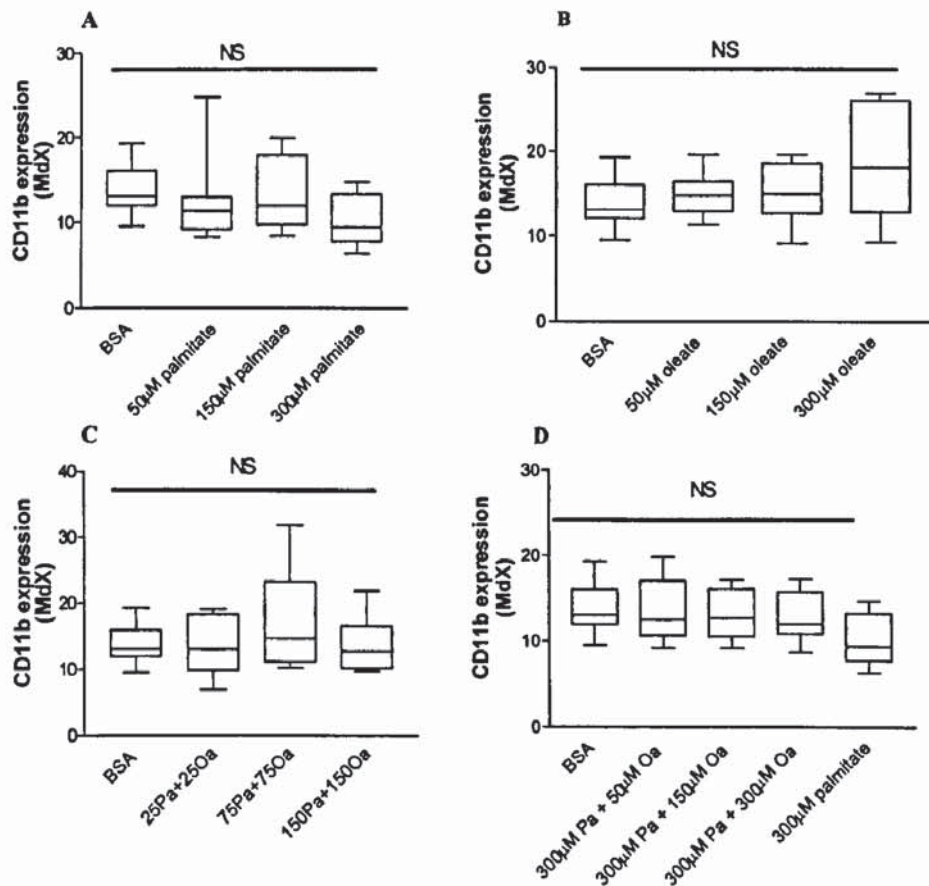 A
NS
CD11b expression
(MdX)
30
20
10
0
BSA
50µM palmitate
150µM palmitate
300µM palmitate
B
NS
CD11b expression
(MdX)
30
20
10
0
BSA
50µM oleate
150µM oleate
300µM oleate
C
NS
CD11b expression
(MdX)
40
30
20
10
0
BSA
25Pa+25Oa
75Pa+75Oa
150Pa+150Oa
D
NS
CD11b expression
(MdX)
30
20
10
0
BSA
300µM Pa + 50µM Oa
300µM Pa + 150µM Oa
300µM Pa + 300µM Oa
300µM palmitate